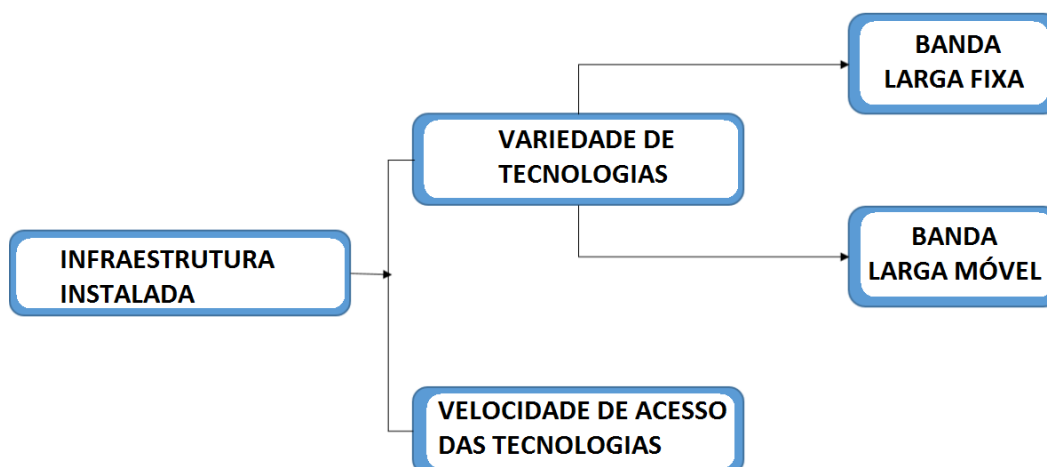 BANDA
LARGA FIXA
VARIEDADE DE
TECNOLOGIAS
BANDA
LARGA MÓVEL
INFRAESTRUTURA
INSTALADA
VELOCIDADE DE ACESSO
DAS TECNOLOGIAS